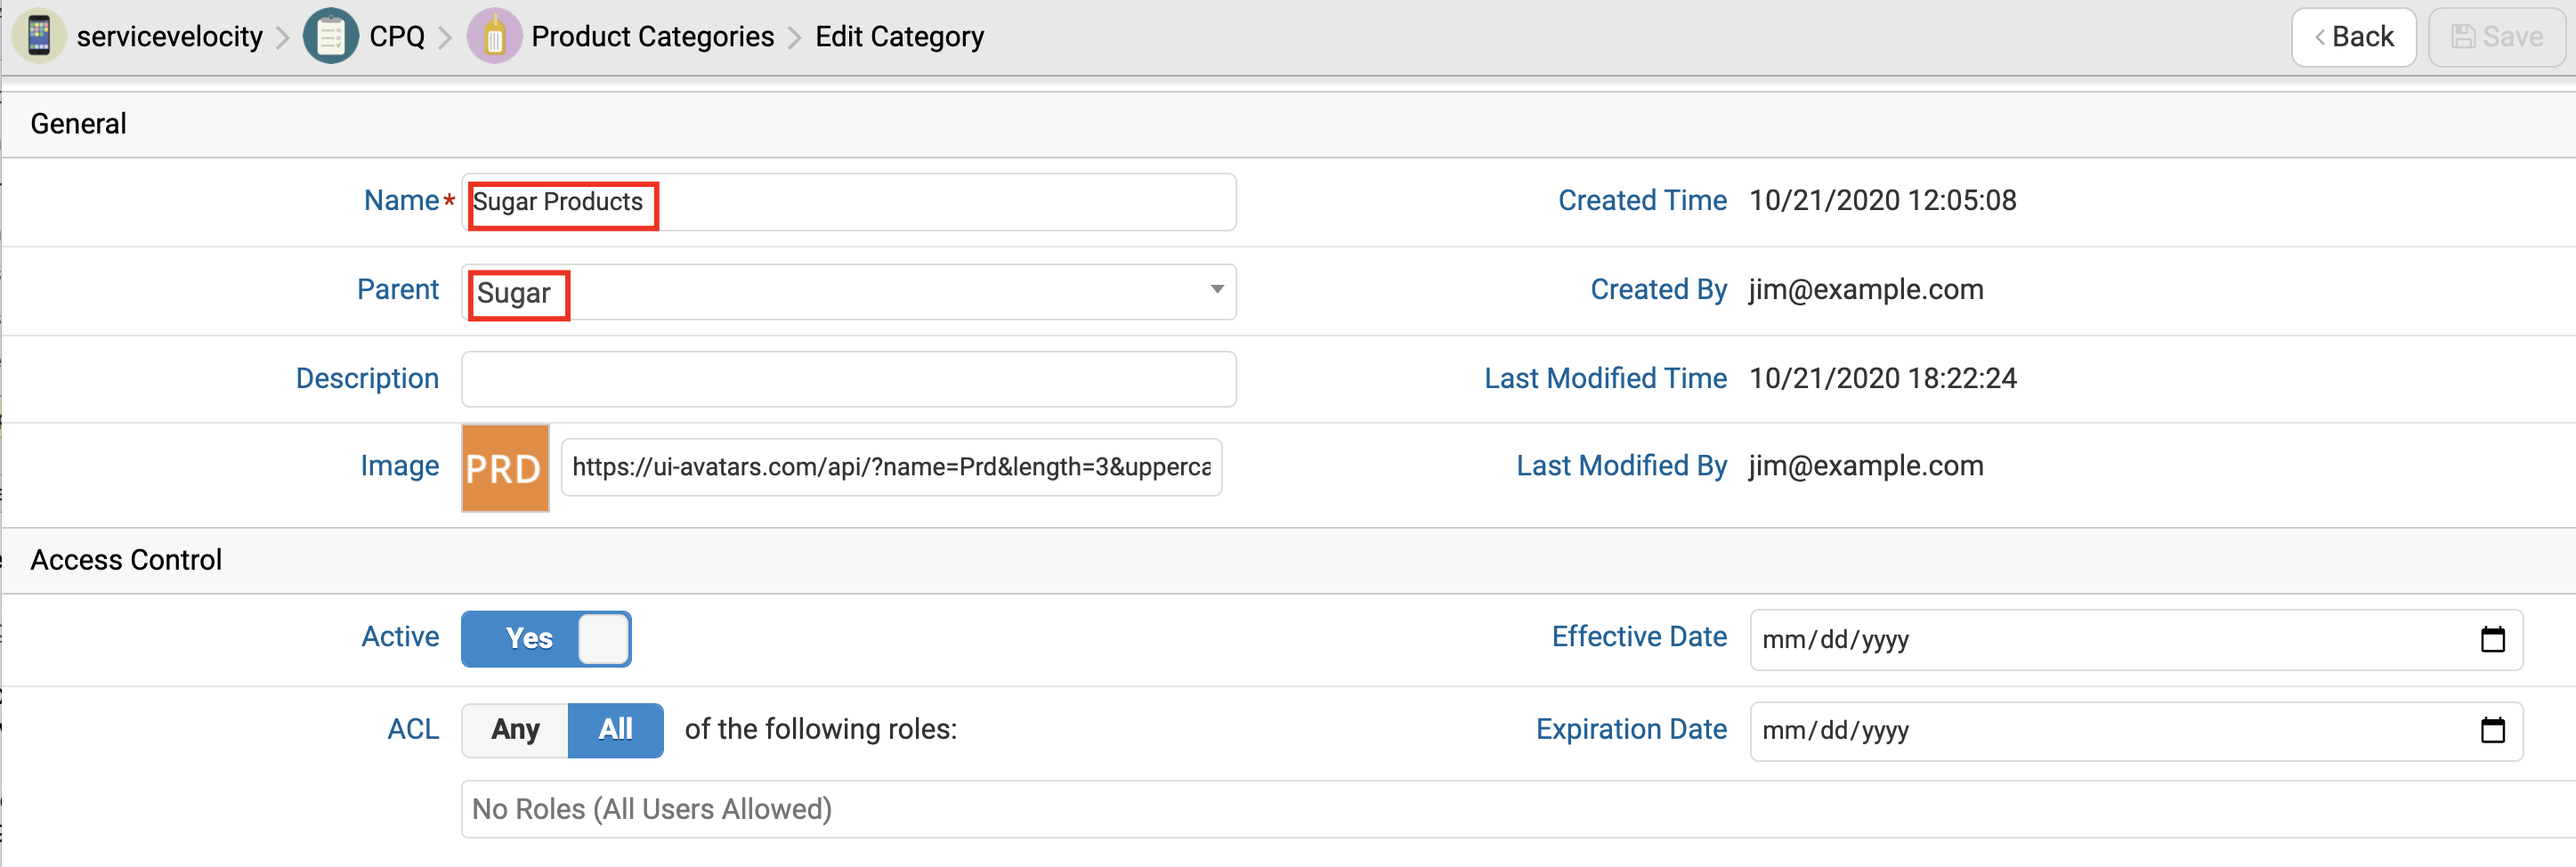 servicevelocity > CPQ > Product Categories > Edit Category
< Back
Save
General
Name* Sugar Products
Created Time 10/21/2020 12:05:08
Parent Sugar
Created By jim@example.com
Description
Last Modified Time 10/21/2020 18:22:24
Image PRD https://ui-avatars.com/api/?name=Prd&length=3&upperca
Last Modified By jim@example.com
Access Control
Active Yes
Effective Date mm/dd/yyyy
ACL Any All of the following roles:
Expiration Date mm/dd/yyyy
No Roles (All Users Allowed)